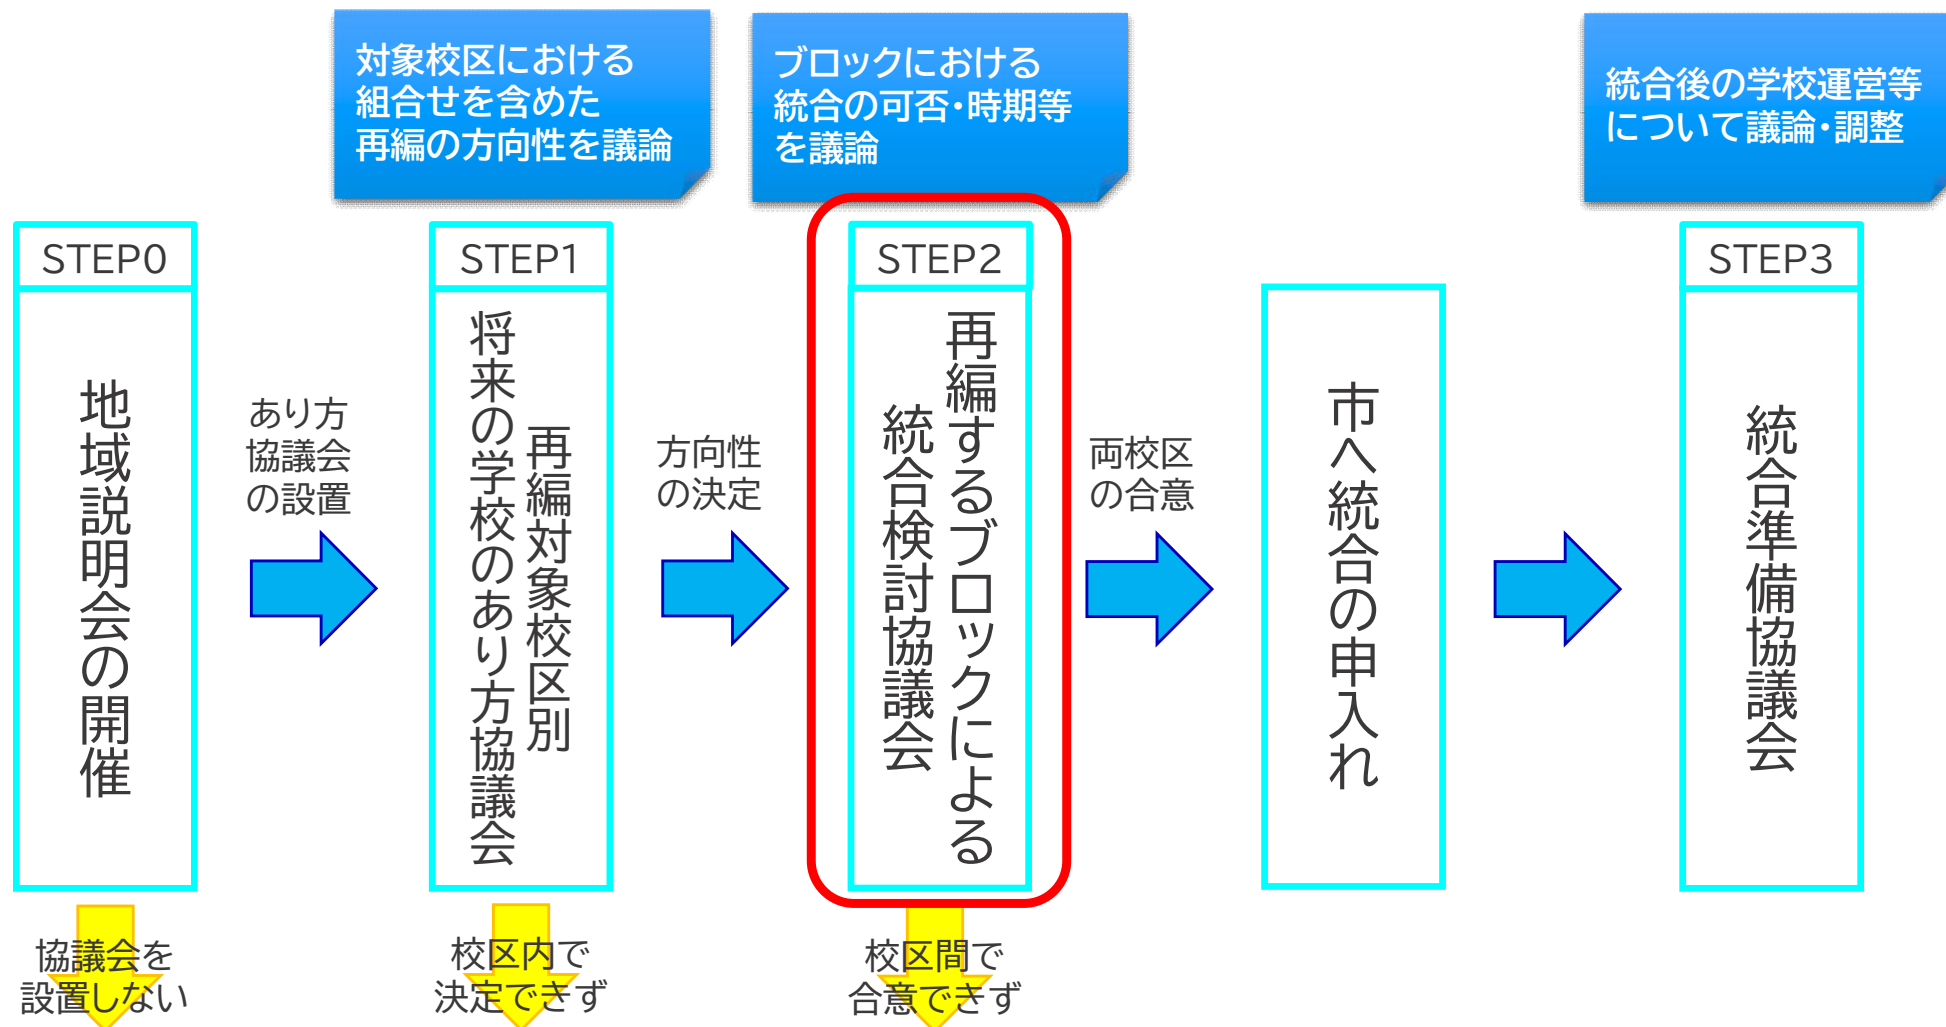 対象校区における
組合せを含めた
再編の方向性を議論
ブロックにおける
統合の可否・時期等
を議論
統合後の学校運営等
について議論・調整
STEP0
地域説明会の開催
あり方
協議会
の設置
STEP1
再編対象校区別
将来の学校のあり方協議会
方向性
の決定
STEP2
再編するブロックによる
統合検討協議会
両校区
の合意
市へ統合の申入れ
STEP3
統合準備協議会
協議会を
設置しない
校区内で
決定できず
校区間で
合意できず